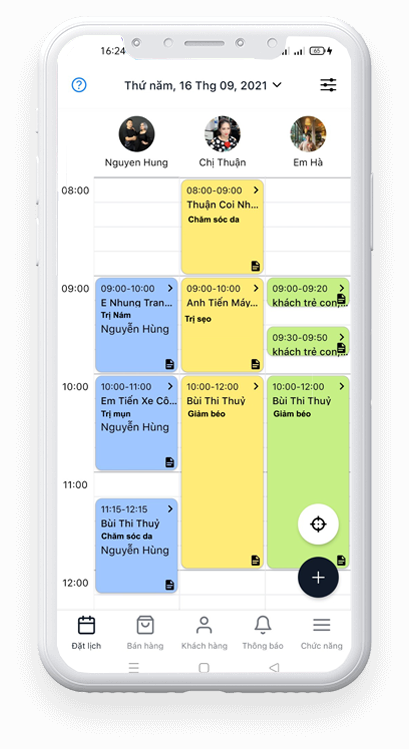 16:24
65
Thứ năm, 16 Thg 09, 2021
Nguyen Hung
Chị Thuận
Em Hà
08:00
08:00-09:00
Thuận Coi Nh...
Chăm sóc da
09:00
09:00-10:00
E Nhung Tran...
Trị Nám
Nguyễn Hùng
09:00-10:00
Anh Tiến Máy...
Trị sẹo
09:00-09:20
khách trẻ con,...
09:30-09:50
khách trẻ con,...
10:00
10:00-11:00
Em Tiến Xe Cô...
Trị mụn
Nguyễn Hùng
10:00-12:00
Bùi Thi Thuỷ
Giảm béo
10:00-12:00
Bùi Thi Thuỷ
Giảm béo
11:00
11:15-12:15
Bùi Thi Thuỷ
Chăm sóc da
Nguyễn Hùng
12:00
Đặt lịch
Bán hàng
Khách hàng
Thông báo
Chức năng